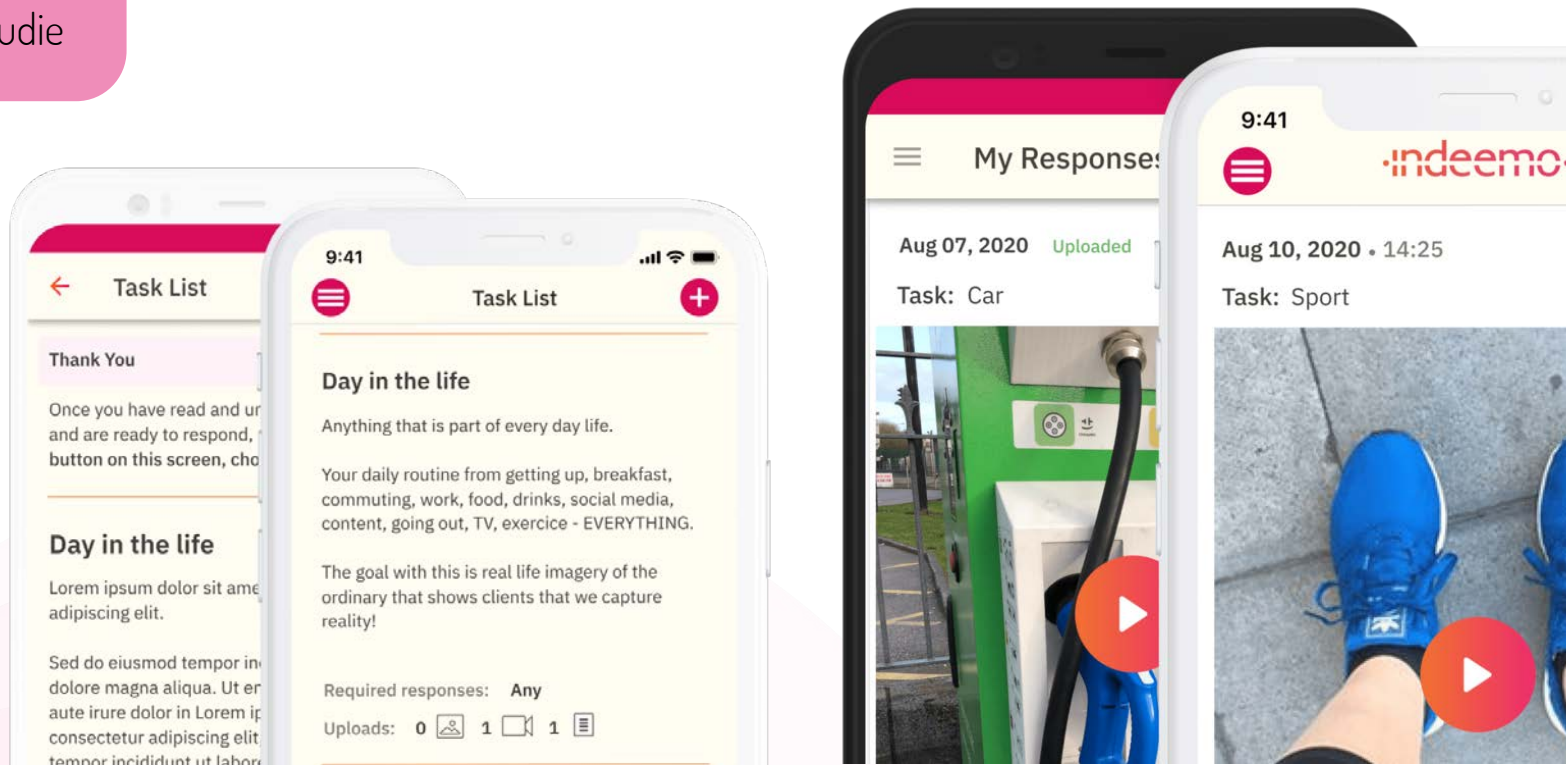 udie
Task List
Thank You
Once you have read and ur
and are ready to respond,
button on this screen, cho
Day in the life
Lorem ipsum dolor sit ame
adipiscing elit.
Sed do eiusmod tempor in
dolore magna aliqua. Ut er
aute irure dolor in Lorem ip
consectetur adipiscing elit
tempor incididunt ut labore
9:41
Task List
Day in the life
Anything that is part of every day life.
Your daily routine from getting up, breakfast,
commuting, work, food, drinks, social media,
content, going out, TV, exercice - EVERYTHING.
The goal with this is real life imagery of the
ordinary that shows clients that we capture
reality!
Required responses: Any
Uploads: 0 1 1
My Responses
Aug 07, 2020 Uploaded
Task: Car
9:41
indeemo
Aug 10, 2020 • 14:25
Task: Sport